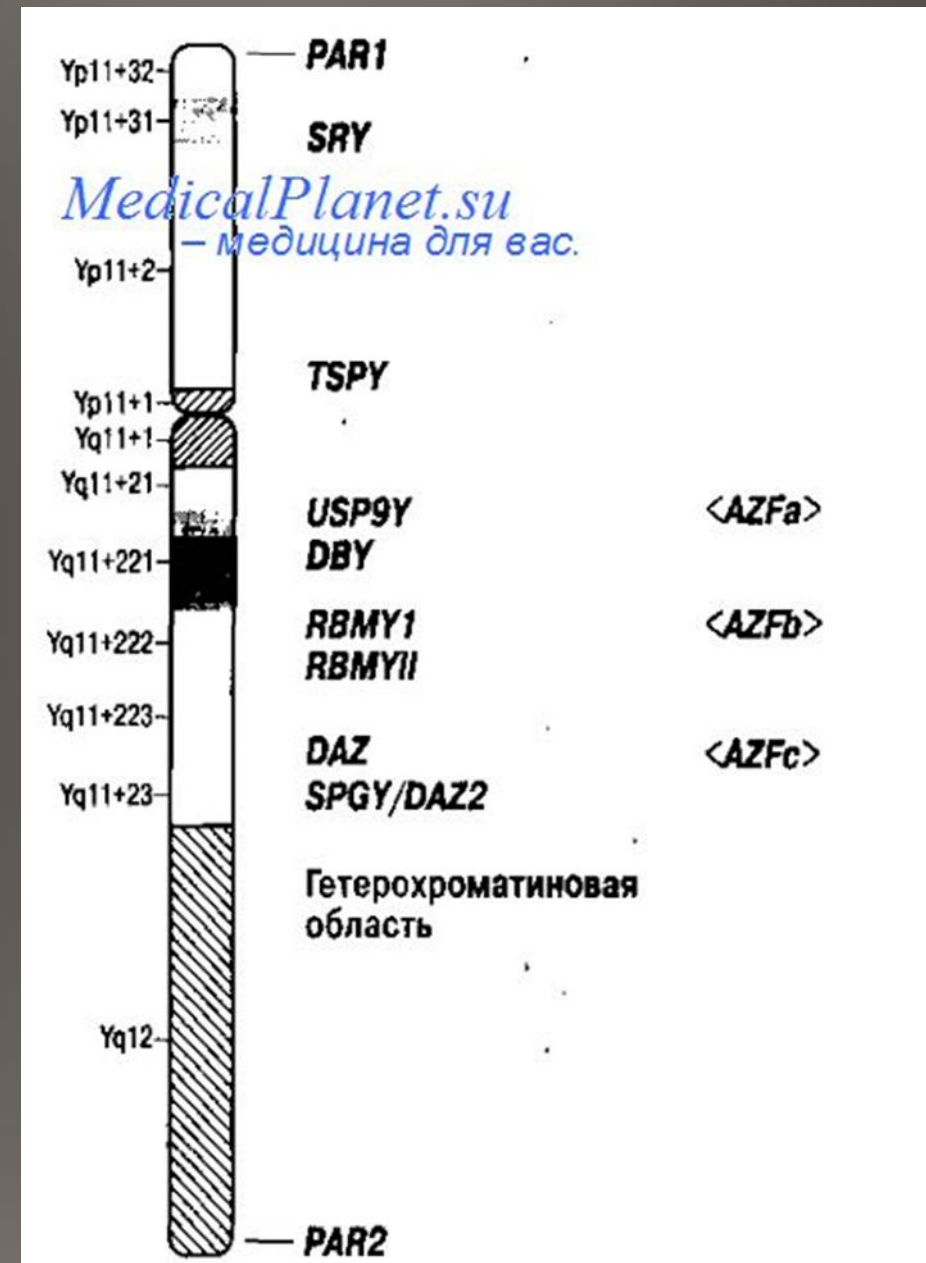 PAR1
Yp11+32
Yp11+31
SRY
MedicalPlanet.su
– медицина для вас.
Yp11+2
TSPY
Yp11+1
Yq11+1
Yq11+21
USP9Y <AZFa>
DBY
Yq11+221
RBMY1 <AZFb>
Yq11+222
RBMYII
Yq11+223
DAZ <AZFc>
Yq11+23
SPGY/DAZ2
Гетерохроматиновая
область
Yq12
PAR2